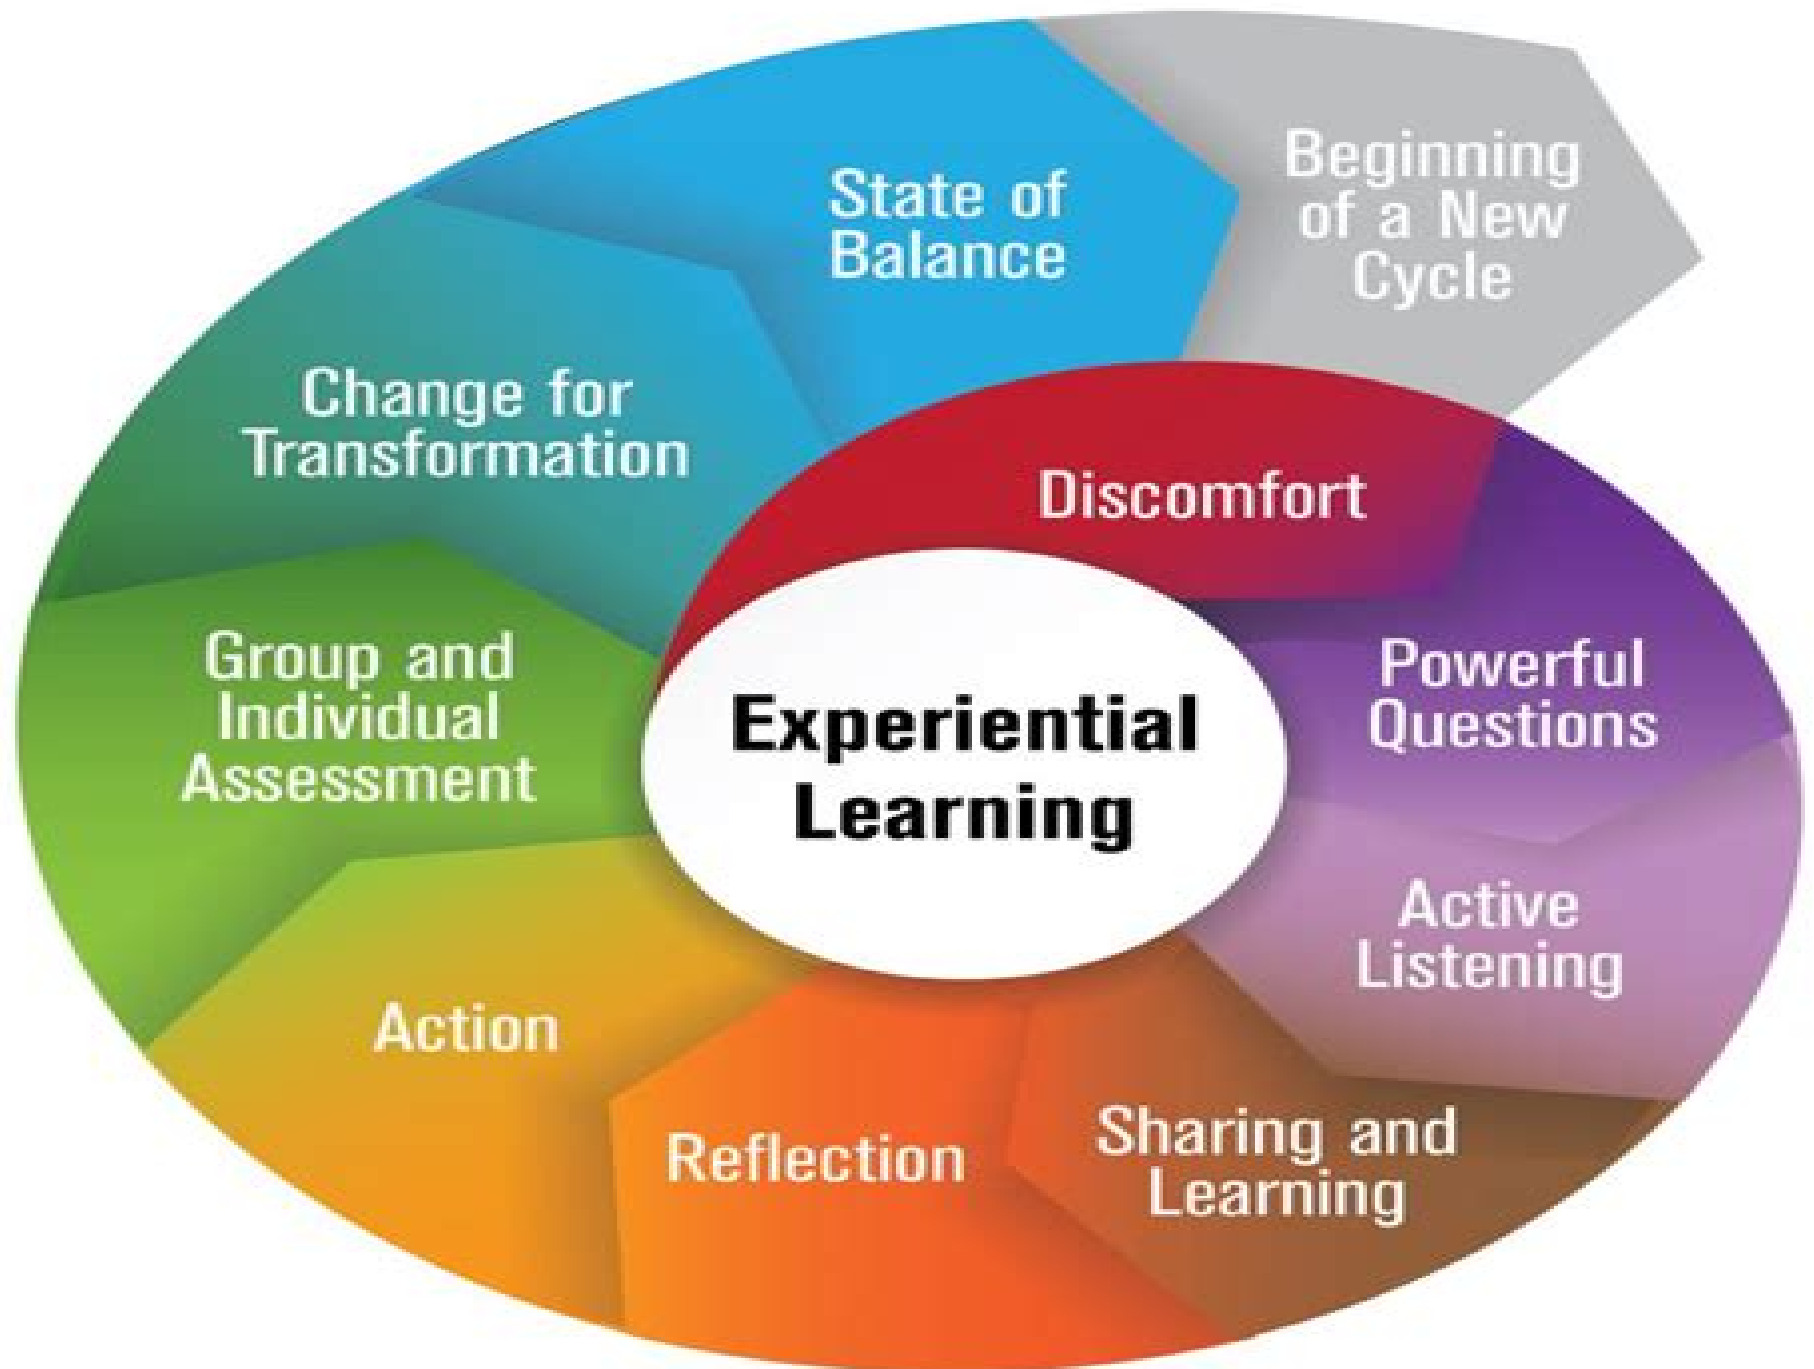 Experiential
Learning
Discomfort
Powerful
Questions
Active
Listening
Sharing and
Learning
Reflection
Action
Group and
Individual
Assessment
Change for
Transformation
State of
Balance
Beginning
of a New
Cycle